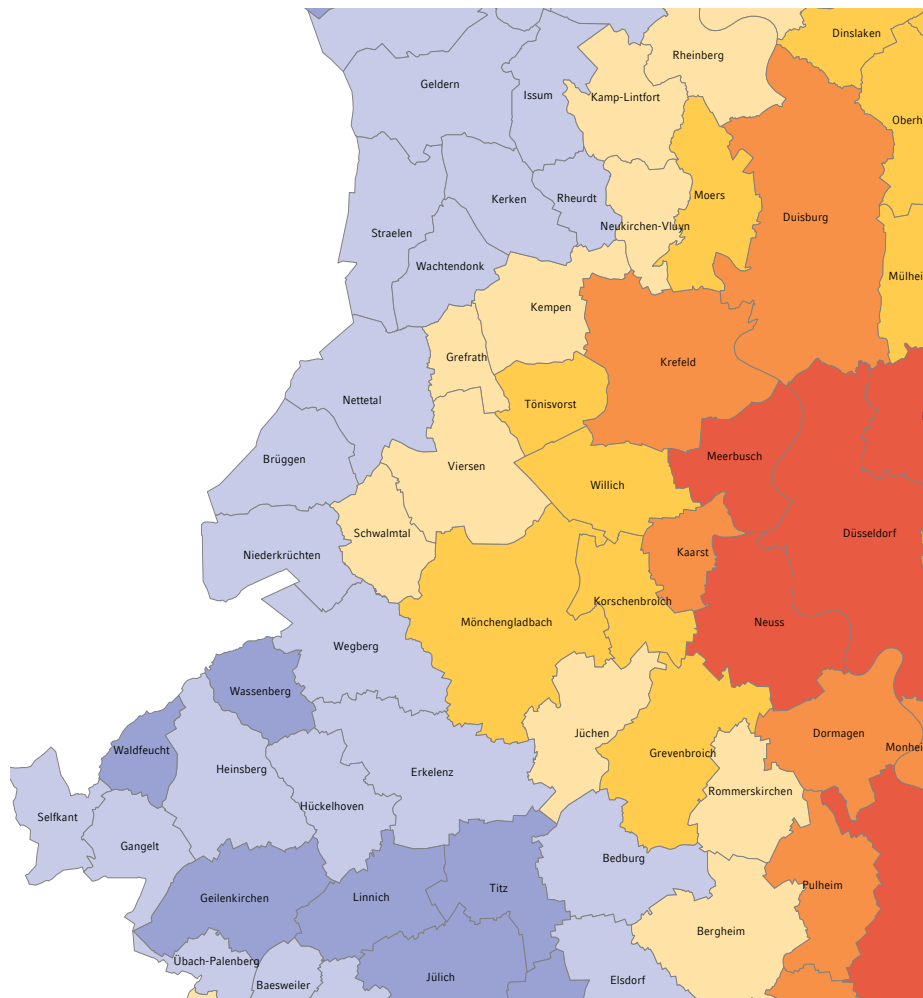 Dinslaken
Rheinberg
Geldern
Issum
Kamp-Lintfort
Oberh
Moers
Kerken
Rheurdt
Duisburg
Neukirchen-Vluyn
Straelen
Wachtendonk
Mülhei
Kempen
Grefrath
Krefeld
Nettetal
Tönisvorst
Meerbusch
Brüggen
Viersen
Willich
Schwalmtal
Düsseldorf
Niederkrüchten
Kaarst
Korschenbroich
Mönchengladbach
Neuss
Wegberg
Wassenberg
Jüchen
Dormagen
Waldfeucht
Grevenbroich
Monhei
Heinsberg
Erkelenz
Rommerskirchen
Hückelhoven
Selfkant
Gangelt
Bedburg
Titz
Pulheim
Geilenkirchen
Linnich
Bergheim
Übach-Palenberg
Jülich
Elsdorf
Baesweiler